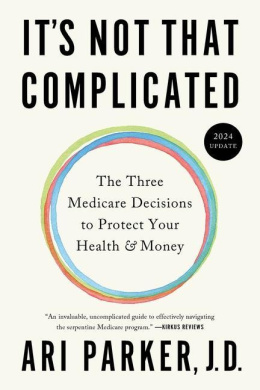 IT'S NOT THAT
COMPLICATED
2024
UPDATE
The Three
Medicare Decisions
to Protect Your
Health & Money
"An invaluable, uncomplicated guide to effectively navigating
the serpentine Medicare program." —KIRKUS REVIEWS
ARI PARKER, J.D.